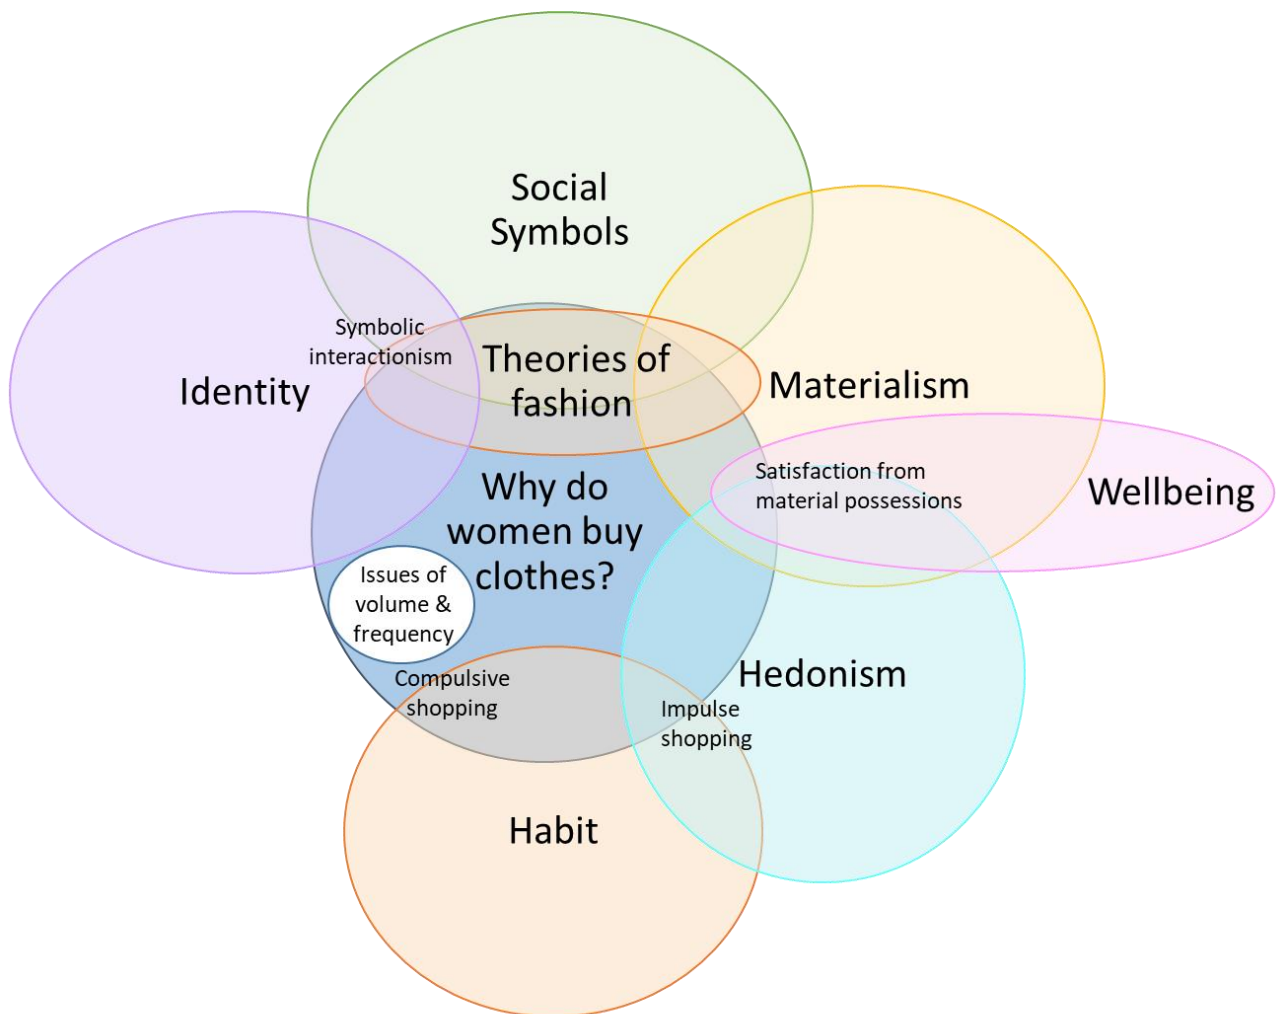 Social
Symbols
Symbolic
interactionism
Identity
Theories of
fashion
Materialism
Satisfaction from
material possessions
Wellbeing
Why do
women buy
clothes?
Issues of
volume &
frequency
Compulsive
shopping
Hedonism
Impulse
shopping
Habit